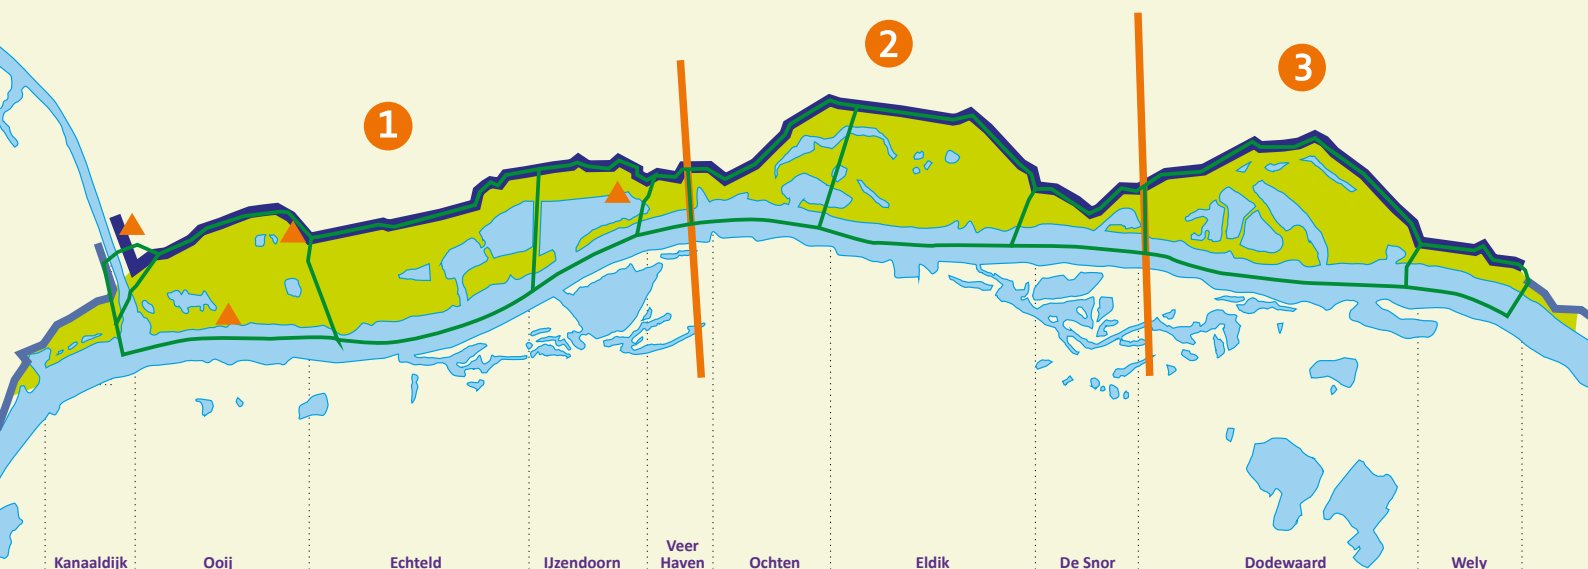 2
3
1
Kanaaldijk
Ooij
Echteld
IJzendoorn
Veer
Haven
Ochten
Eldik
De Snor
Dodewaard
Wely